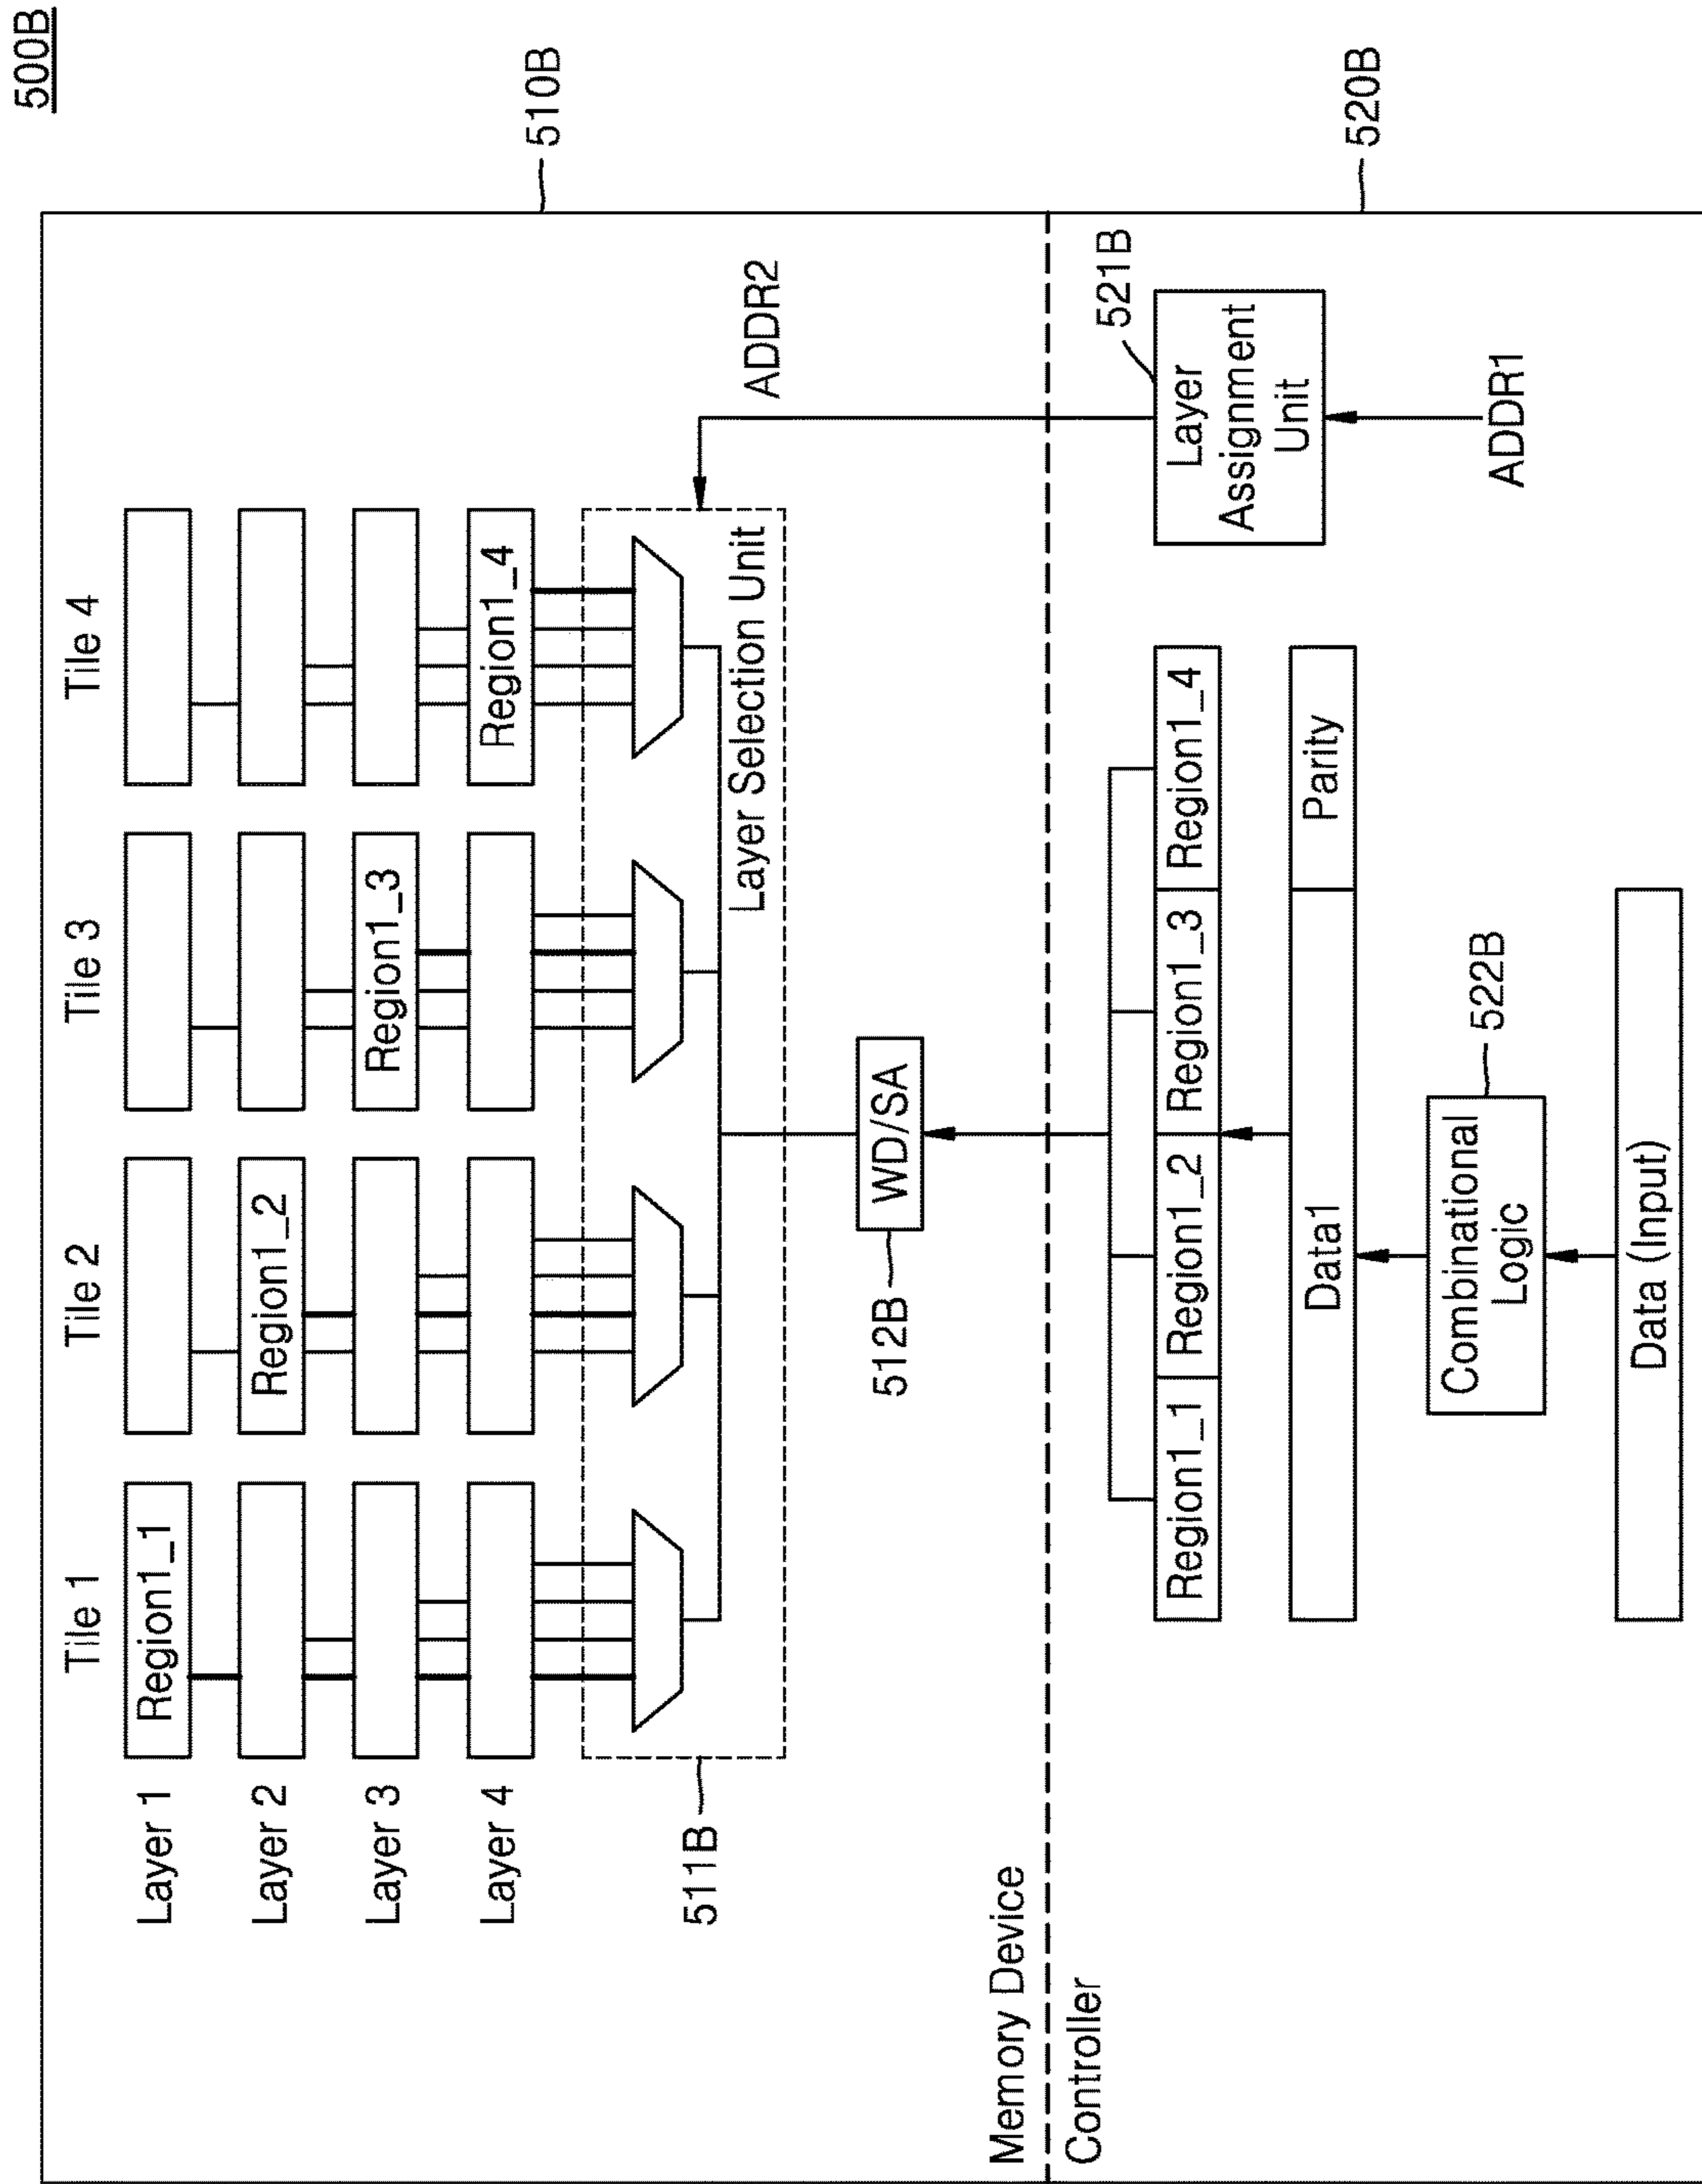 500B
510B
520B
Tile 1
Tile 2
Tile 3
Tile 4
Layer 1
Region1_1
Layer 2
Region1_2
Layer 3
Region1_3
Layer 4
Region1_4
511B
Layer Selection Unit
ADDR2
512B
WD/SA
Memory Device
Controller
521B
Layer
Assignment
Unit
ADDR1
Region1_1
Region1_2
Region1_3
Region1_4
Data1
Parity
Combinational
Logic
522B
Data (Input)